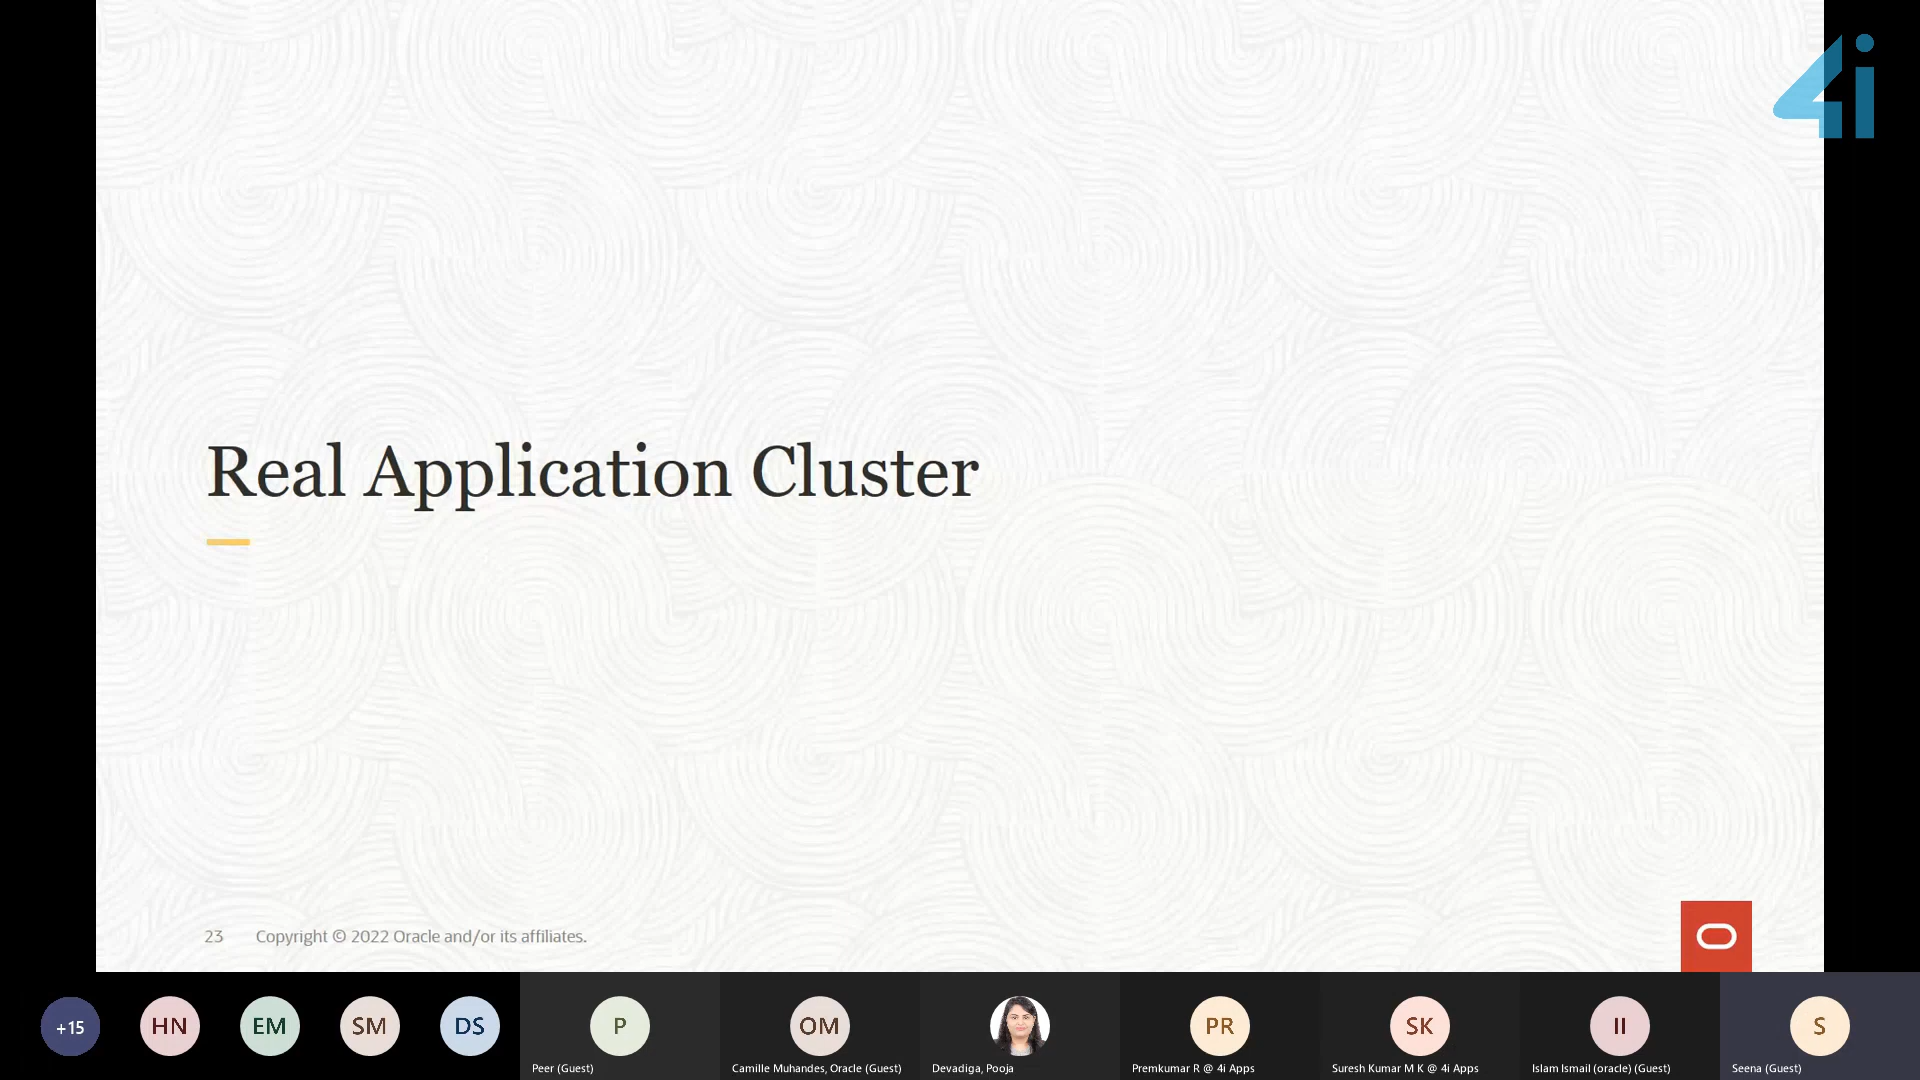 4i
Real Application Cluster
23 Copyright © 2022 Oracle and/or its affiliates.
+15
HN
EM
SM
DS
P
OM
PR
SK
II
S
Peer (Guest)
Camille Muhandes, Oracle (Guest)
Devadiga, Pooja
Premkumar R @ 4i Apps
Suresh Kumar M K @ 4i Apps
Islam Ismail (oracle) (Guest)
Seena (Guest)